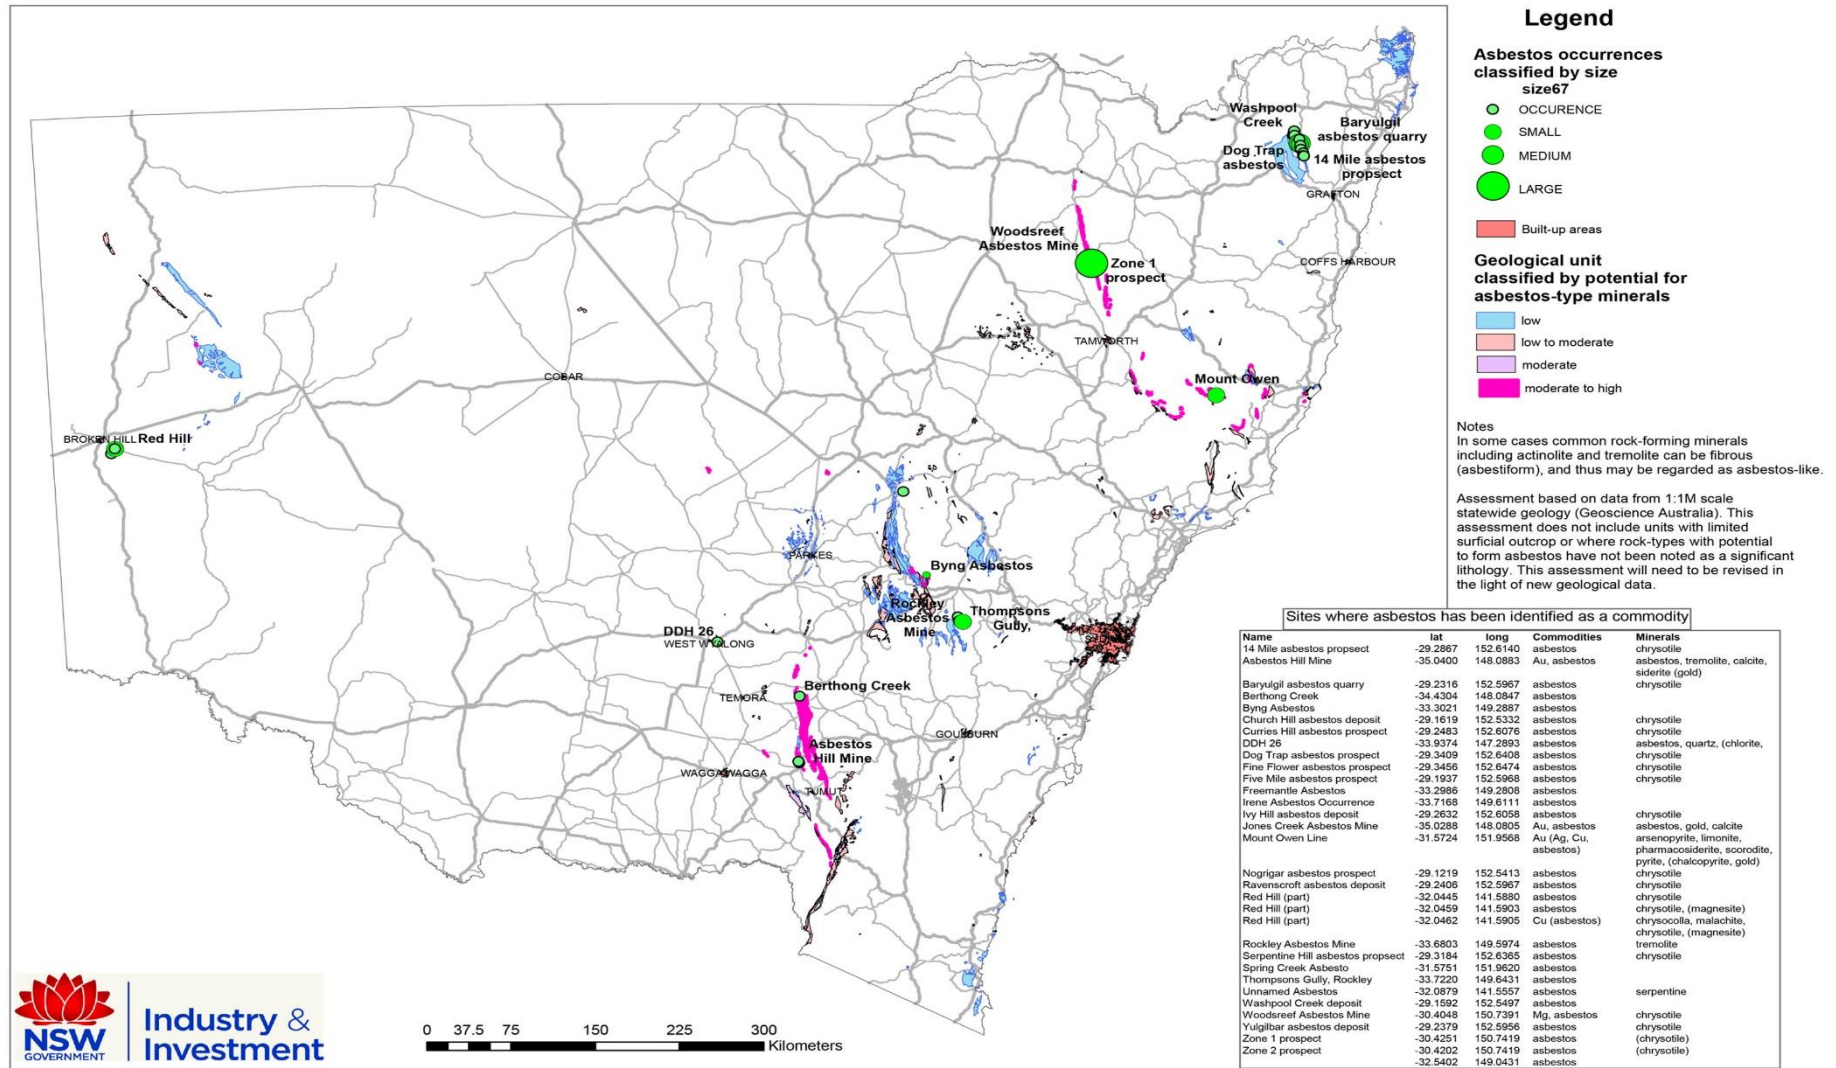 Legend
Asbestos occurrences
classified by size
size67
OCCURENCE
SMALL
MEDIUM
LARGE
Built-up areas
Geological unit
classified by potential for
asbestos-type minerals
low
low to moderate
moderate
moderate to high
Notes
In some cases common rock-forming minerals
including actinolite and tremolite can be fibrous
(asbestiform), and thus may be regarded as asbestos-like.
Assessment based on data from 1:1M scale
statewide geology (Geoscience Australia). This
assessment does not include units with limited
surficial outcrop or where rock-types with potential
to form asbestos have not been noted as a significant
lithology. This assessment will need to be revised in
the light of new geological data.
Washpool
Creek
Baryulgil
asbestos quarry
Dog Trap
asbestos
14 Mile asbestos
propsect
GRAFTON
Woodsreef
Asbestos Mine
Zone 1
prospect
COFFS HARBOUR
TAMWORTH
COBAR
Mount Owen
BROKEN HILL
Red Hill
PARKES
Byng Asbestos
Rockley
Asbestos
Mine
Thompsons
Gully,
DDH 26
WEST WYALONG
TEMORA
Berthong Creek
GOULBURN
Asbestos
Hill Mine
WAGGA WAGGA
TUMUT
NSW
GOVERNMENT
Industry &
Investment
0 37.5 75 150 225 300
Kilometers
Sites where asbestos has been identified as a commodity
Name lat long Commodities Minerals
14 Mile asbestos propsect -29.2867 152.6140 asbestos chrysotile
Asbestos Hill Mine -35.0400 148.0883 Au, asbestos asbestos, tremolite, calcite,
siderite (gold)
Baryulgil asbestos quarry -29.2316 152.5967 asbestos chrysotile
Berthong Creek -34.4304 148.0847 asbestos
Byng Asbestos -33.3021 149.2887 asbestos
Church Hill asbestos deposit -29.1619 152.5332 asbestos chrysotile
Curries Hill asbestos prospect -29.2483 152.6076 asbestos chrysotile
DDH 26 -33.9374 147.2893 asbestos asbestos, quartz, (chlorite,
Dog Trap asbestos prospect -29.3409 152.6408 asbestos chrysotile
Fine Flower asbestos prospect -29.3456 152.6474 asbestos chrysotile
Five Mile asbestos prospect -29.1937 152.5968 asbestos chrysotile
Freemantle Asbestos -33.2986 149.2808 asbestos
Irene Asbestos Occurrence -33.7168 149.6111 asbestos
Ivy Hill asbestos deposit -29.2632 152.6058 asbestos chrysotile
Jones Creek Asbestos Mine -35.0288 148.0805 Au, asbestos asbestos, gold, calcite
Mount Owen Line -31.5724 151.9568 Au (Ag, Cu, arsenopyrite, limonite,
asbestos) pharmacosiderite, scorodite,
pyrite, (chalcopyrite, gold)
Nogrigar asbestos prospect -29.1219 152.5413 asbestos chrysotile
Ravenscroft asbestos deposit -29.2406 152.5967 asbestos chrysotile
Red Hill (part) -32.0445 141.5880 asbestos chrysotile
Red Hill (part) -32.0459 141.5903 asbestos chrysotile, (magnesite)
Red Hill (part) -32.0462 141.5905 Cu (asbestos) chrysocolla, malachite,
chrysotile, (magnesite)
Rockley Asbestos Mine -33.6803 149.5974 asbestos tremolite
Serpentine Hill asbestos propsect -29.3184 152.6365 asbestos chrysotile
Spring Creek Asbesto -31.5751 151.9620 asbestos
Thompsons Gully, Rockley -33.7220 149.6431 asbestos
Unnamed Asbestos -32.0879 141.5557 asbestos serpentine
Washpool Creek deposit -29.1592 152.5497 asbestos
Woodsreef Asbestos Mine -30.4048 150.7391 Mg, asbestos chrysotile
Yulgilbar asbestos deposit -29.2379 152.5956 asbestos chrysotile
Zone 1 prospect -30.4251 150.7419 asbestos (chrysotile)
Zone 2 prospect -30.4202 150.7419 asbestos (chrysotile)
-32.5402 149.0431 asbestos